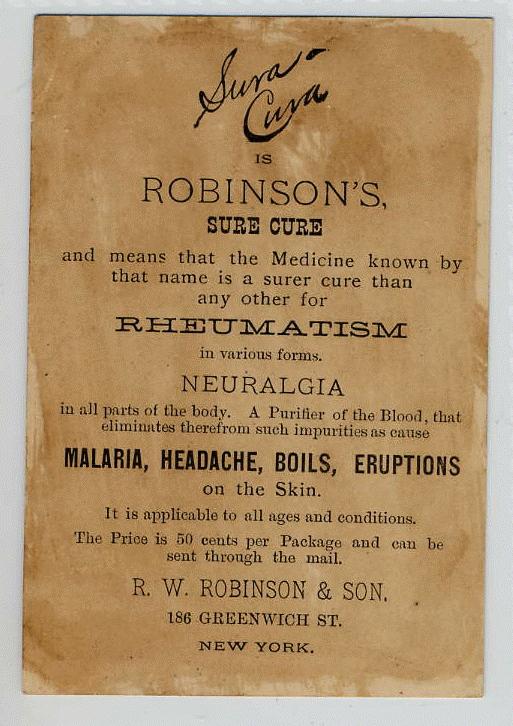 Sura-
Cura
IS
ROBINSON'S,
SURE CURE
and means that the Medicine known by
that name is a surer cure than
any other for
RHEUMATISM
in various forms.
NEURALGIA
in all parts of the body. A Purifier of the Blood, that
eliminates therefrom such impurities as cause
MALARIA, HEADACHE, BOILS, ERUPTIONS
on the Skin.
It is applicable to all ages and conditions.
The Price is 50 cents per Package and can be
sent through the mail.
R. W. ROBINSON & SON.
186 GREENWICH ST.
NEW YORK.